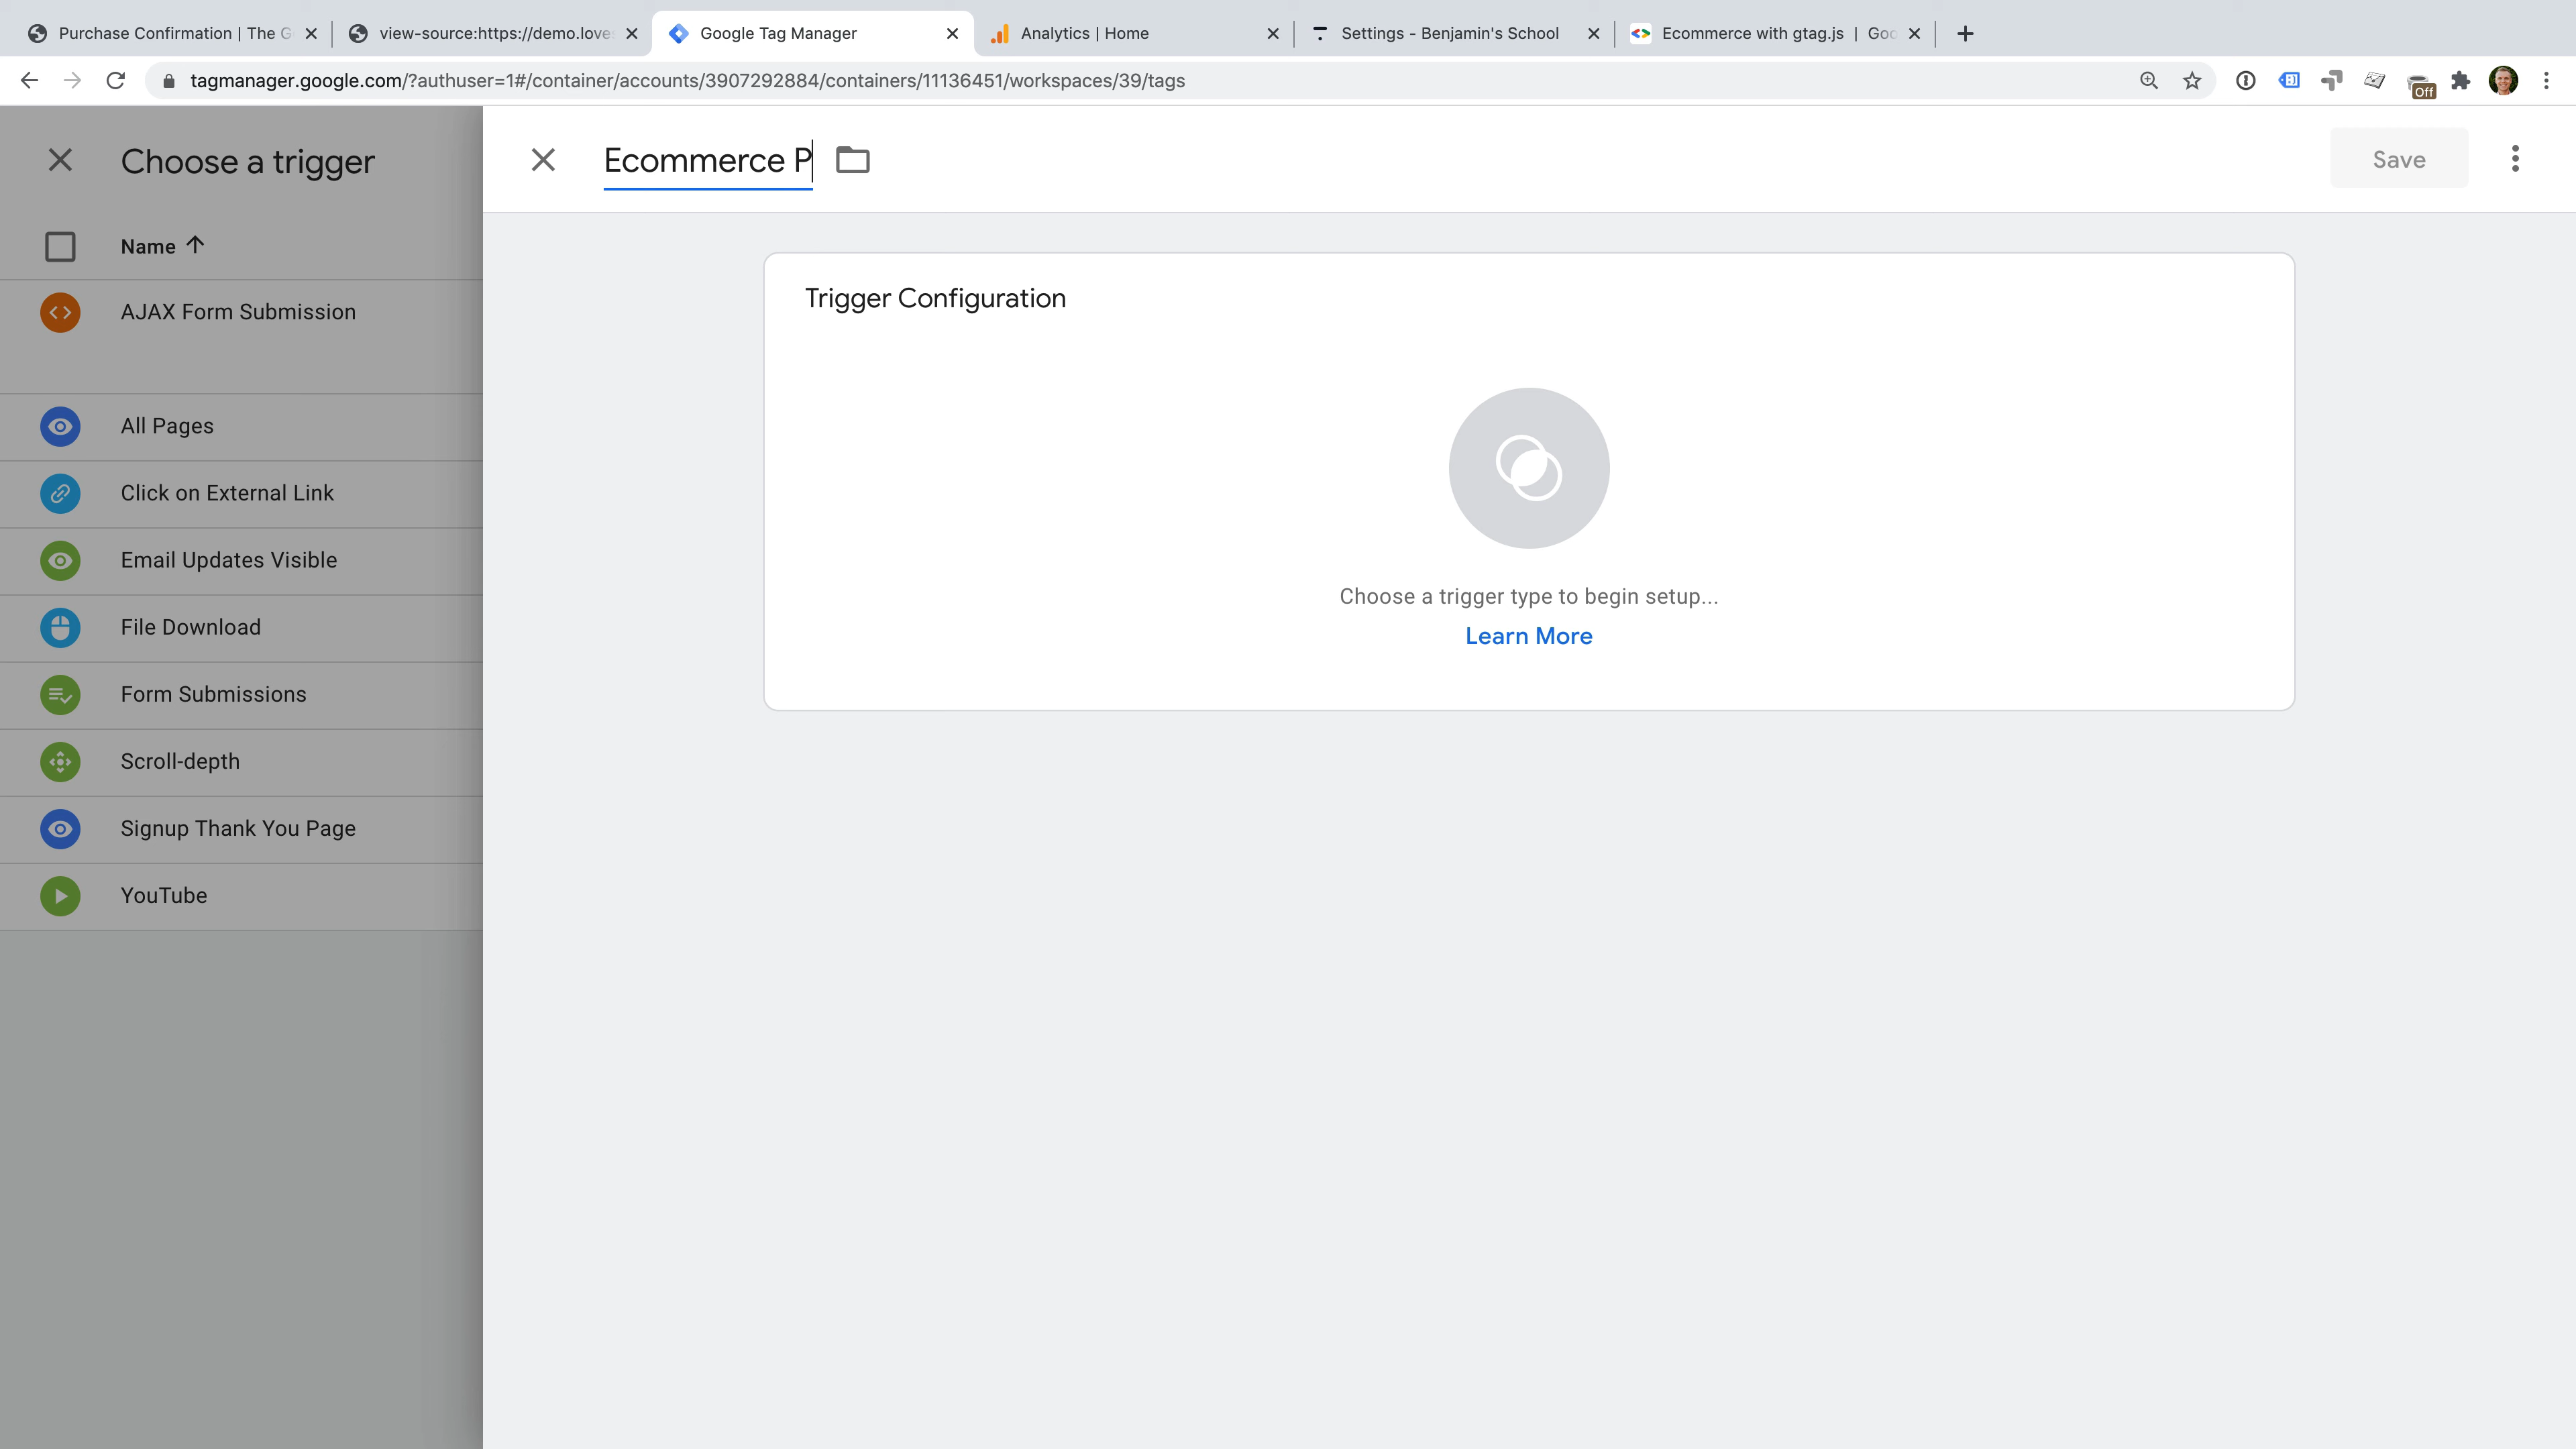 Purchase Confirmation | The G
view-source:https://demo.love
Google Tag Manager
Analytics | Home
Settings - Benjamin's School
Ecommerce with gtag.js | Goo
tagmanager.google.com/?authuser=1#/container/accounts/3907292884/containers/11136451/workspaces/39/tags
Off
Choose a trigger
Name
AJAX Form Submission
All Pages
Click on External Link
Email Updates Visible
File Download
Form Submissions
Scroll-depth
Signup Thank You Page
YouTube
Ecommerce P
Save
Trigger Configuration
Choose a trigger type to begin setup...
Learn More